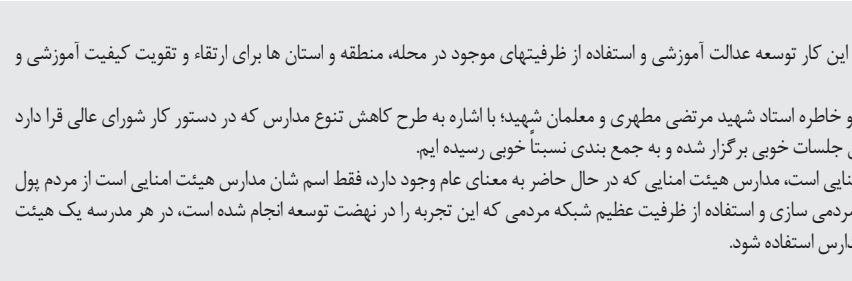 این کار توسعه عدالت آموزشی و استفاده از ظرفیتهای موجود در محله، منطقه و استان ها برای ارتقاء و تقویت کیفیت آموزشی و
و خاطره استاد شهید مرتضی مطهری و معلمان شهید؛ با اشاره به طرح کاهش تنوع مدارس که در دستور کار شورای عالی قرا دارد
جلسات خوبی برگزار شده و به جمع بندی نسبتاً خوبی رسیده ایم.
است، مدارس هیئت امنایی که در حال حاضر به معنای عام وجود دارد، فقط اسم شان مدارس هیئت امنایی است از مردم پول
مردمی سازی و استفاده از ظرفیت عظیم شبکه مردمی که این تجربه را در نهضت توسعه انجام شده است، در هر مدرسه یک هیئت
استفاده شود.